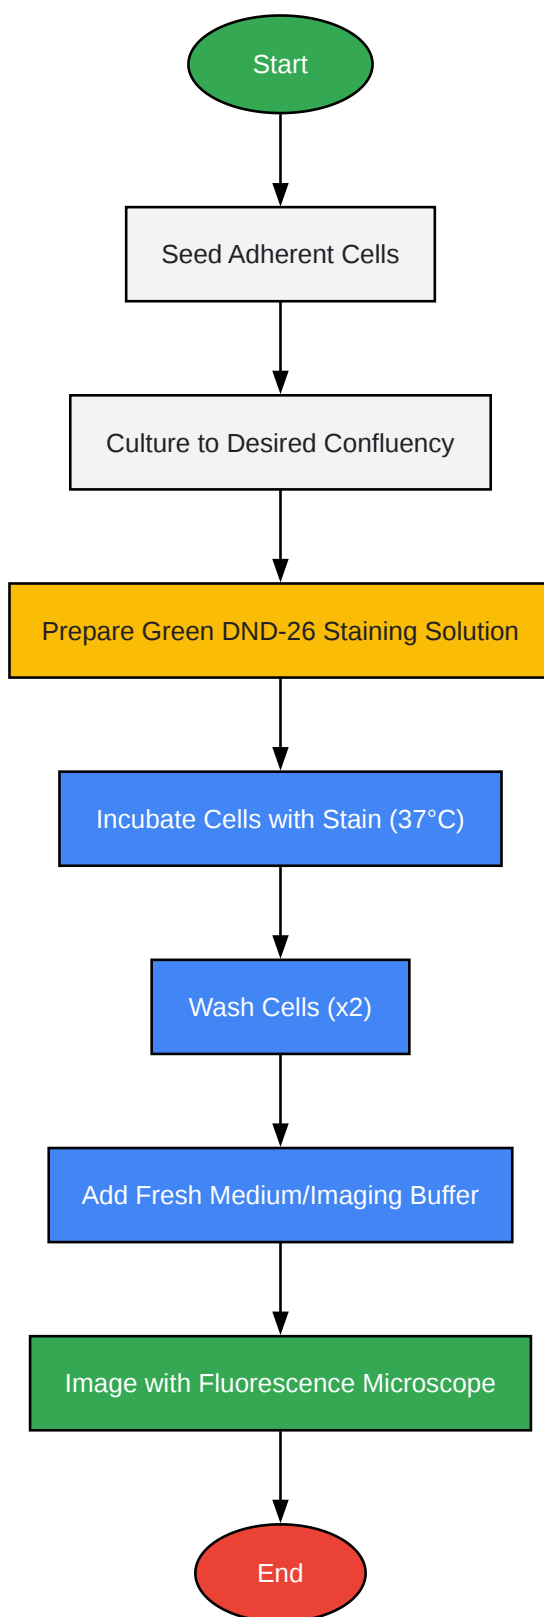 Start
Seed Adherent Cells
Culture to Desired Confluency
Prepare Green DND-26 Staining Solution
Incubate Cells with Stain (37°C)
Wash Cells (x2)
Add Fresh Medium/Imaging Buffer
Image with Fluorescence Microscope
End